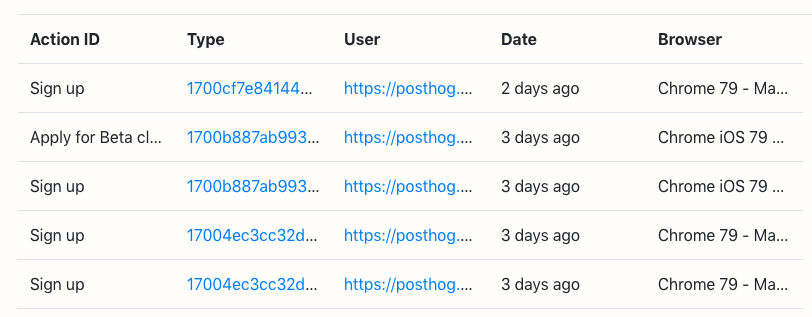 Action ID Type User Date Browser
Sign up 1700cf7e84144... https://posthog.... 2 days ago Chrome 79 - Ma...
Apply for Beta cl... 1700b887ab993... https://posthog.... 3 days ago Chrome iOS 79 ...
Sign up 1700b887ab993... https://posthog.... 3 days ago Chrome iOS 79 ...
Sign up 17004ec3cc32d... https://posthog.... 3 days ago Chrome 79 - Ma...
Sign up 17004ec3cc32d... https://posthog.... 3 days ago Chrome 79 - Ma...